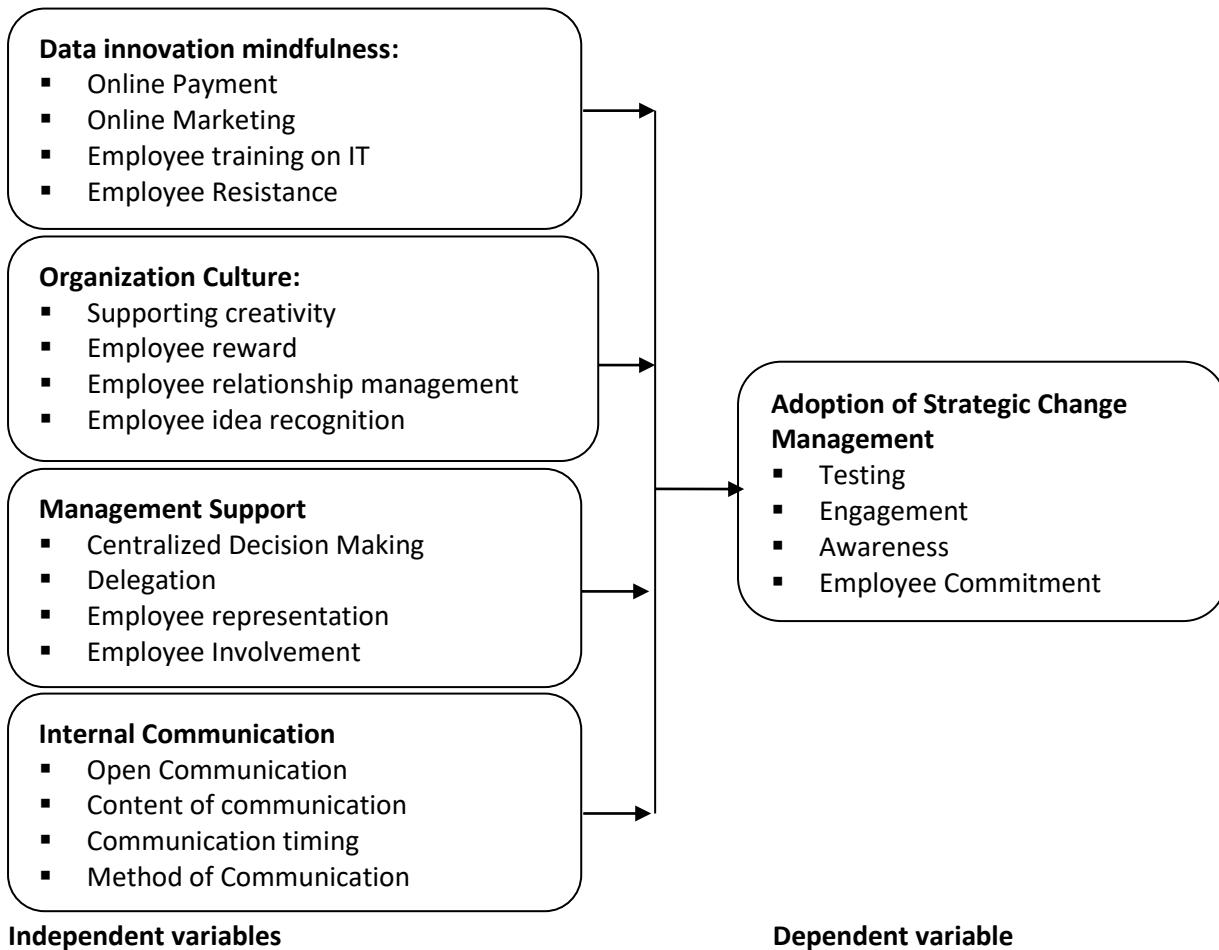 Data innovation mindfulness:
▪ Online Payment
▪ Online Marketing
▪ Employee training on IT
▪ Employee Resistance
Organization Culture:
▪ Supporting creativity
▪ Employee reward
▪ Employee relationship management
▪ Employee idea recognition
Management Support
▪ Centralized Decision Making
▪ Delegation
▪ Employee representation
▪ Employee Involvement
Internal Communication
▪ Open Communication
▪ Content of communication
▪ Communication timing
▪ Method of Communication
Independent variables
Adoption of Strategic Change
Management
▪ Testing
▪ Engagement
▪ Awareness
▪ Employee Commitment
Dependent variable